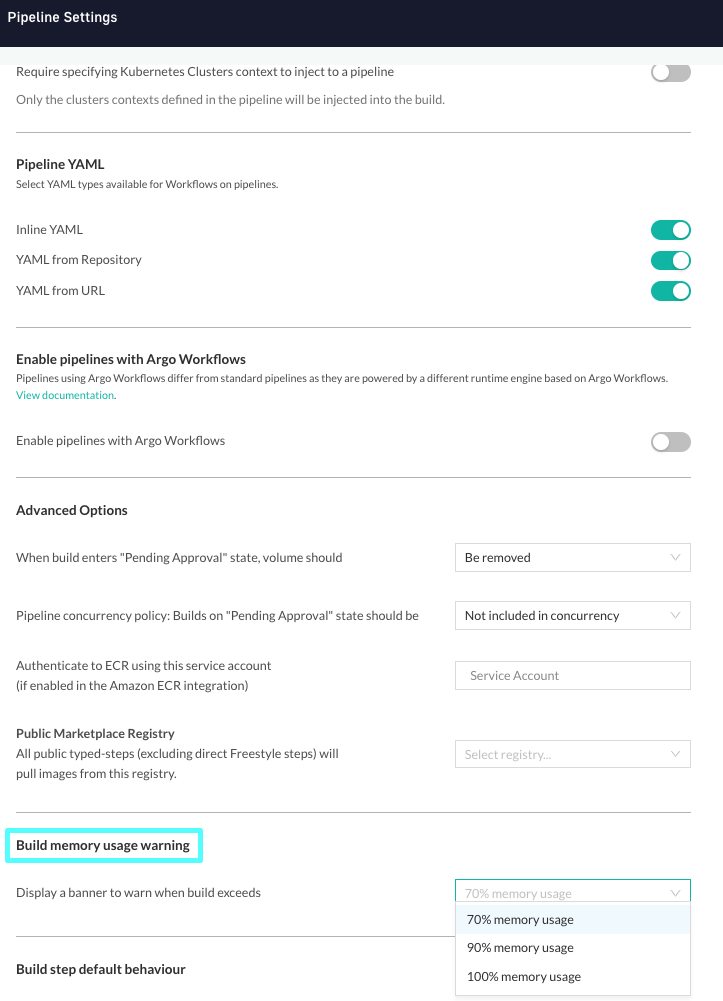 Pipeline Settings
Require specifying Kubernetes Clusters context to inject to a pipeline
Only the clusters contexts defined in the pipeline will be injected into the build.
Pipeline YAML
Select YAML types available for Workflows on pipelines.
Inline YAML
YAML from Repository
YAML from URL
Enable pipelines with Argo Workflows
Pipelines using Argo Workflows differ from standard pipelines as they are powered by a different runtime engine based on Argo Workflows.
View documentation.
Enable pipelines with Argo Workflows
Advanced Options
When build enters "Pending Approval" state, volume should
Be removed
Pipeline concurrency policy: Builds on "Pending Approval" state should be
Not included in concurrency
Authenticate to ECR using this service account
(if enabled in the Amazon ECR integration)
Service Account
Public Marketplace Registry
All public typed-steps (excluding direct Freestyle steps) will
pull images from this registry.
Select registry...
Build memory usage warning
Display a banner to warn when build exceeds
70% memory usage
70% memory usage
90% memory usage
100% memory usage
Build step default behaviour